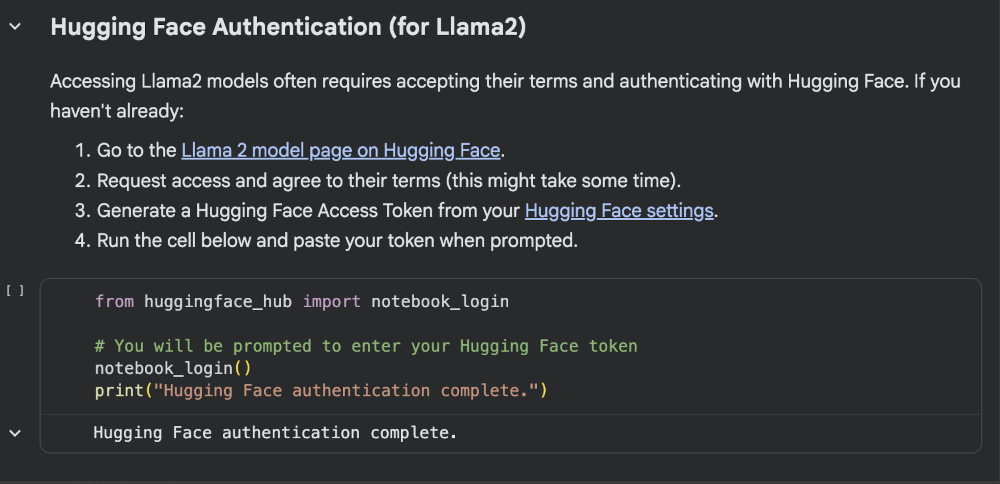 Hugging Face Authentication (for Llama2)
Accessing Llama2 models often requires accepting their terms and authenticating with Hugging Face. If you
haven't already:
1. Go to the Llama 2 model page on Hugging Face.
2. Request access and agree to their terms (this might take some time).
3. Generate a Hugging Face Access Token from your Hugging Face settings.
4. Run the cell below and paste your token when prompted.
[ ]
from huggingface_hub import notebook_login
# You will be prompted to enter your Hugging Face token
notebook_login()
print("Hugging Face authentication complete.")
Hugging Face authentication complete.